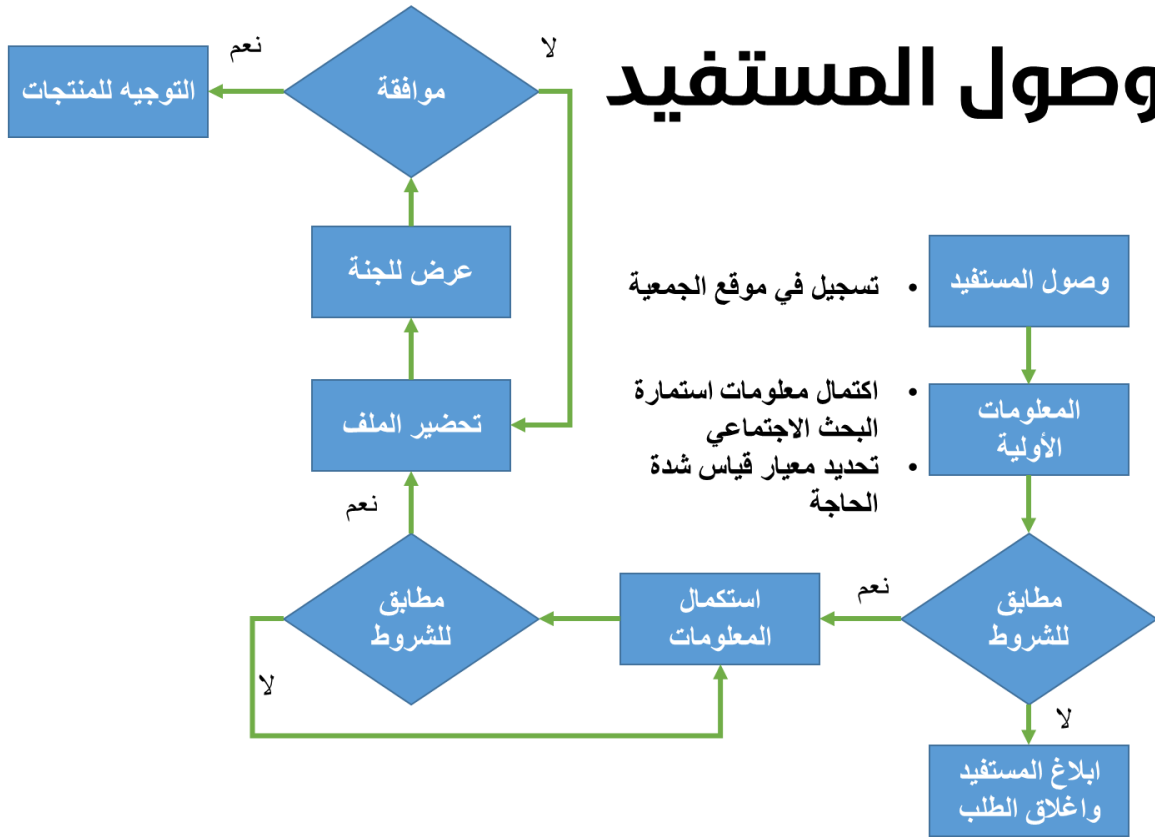 وصول المستفيد
وصول المستفيد
• تسجيل في موقع الجمعية
المعلومات
الأولية
• اكتمال معلومات استمارة
البحث الاجتماعي
• تحديد معيار قياس شدة
الحاجة
مطابق
للشروط
لا
ابلاغ المستفيد
واغلاق الطلب
نعم
استكمال
المعلومات
مطابق
للشروط
لا
نعم
تحضير الملف
عرض للجنة
موافقة
لا
نعم
التوجيه للمنتجات